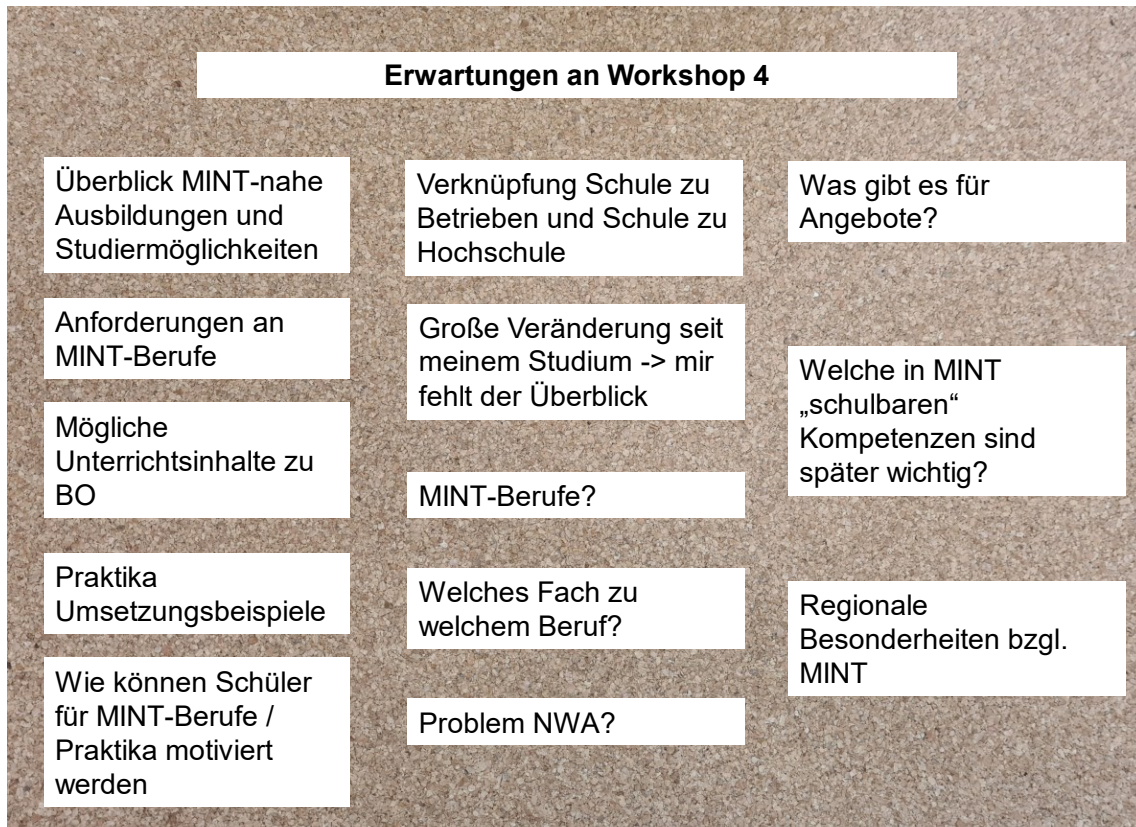 Erwartungen an Workshop 4
Überblick MINT-nahe
Ausbildungen und
Studiermöglichkeiten
Anforderungen an
MINT-Berufe
Mögliche
Unterrichtsinhalte zu
BO
Praktika
Umsetzungsbeispiele
Wie können Schüler
für MINT-Berufe /
Praktika motiviert
werden
Verknüpfung Schule zu
Betrieben und Schule zu
Hochschule
Große Veränderung seit
meinem Studium -> mir
fehlt der Überblick
MINT-Berufe?
Welches Fach zu
welchem Beruf?
Problem NWA?
Was gibt es für
Angebote?
Welche in MINT
„schulbaren“
Kompetenzen sind
später wichtig?
Regionale
Besonderheiten bzgl.
MINT